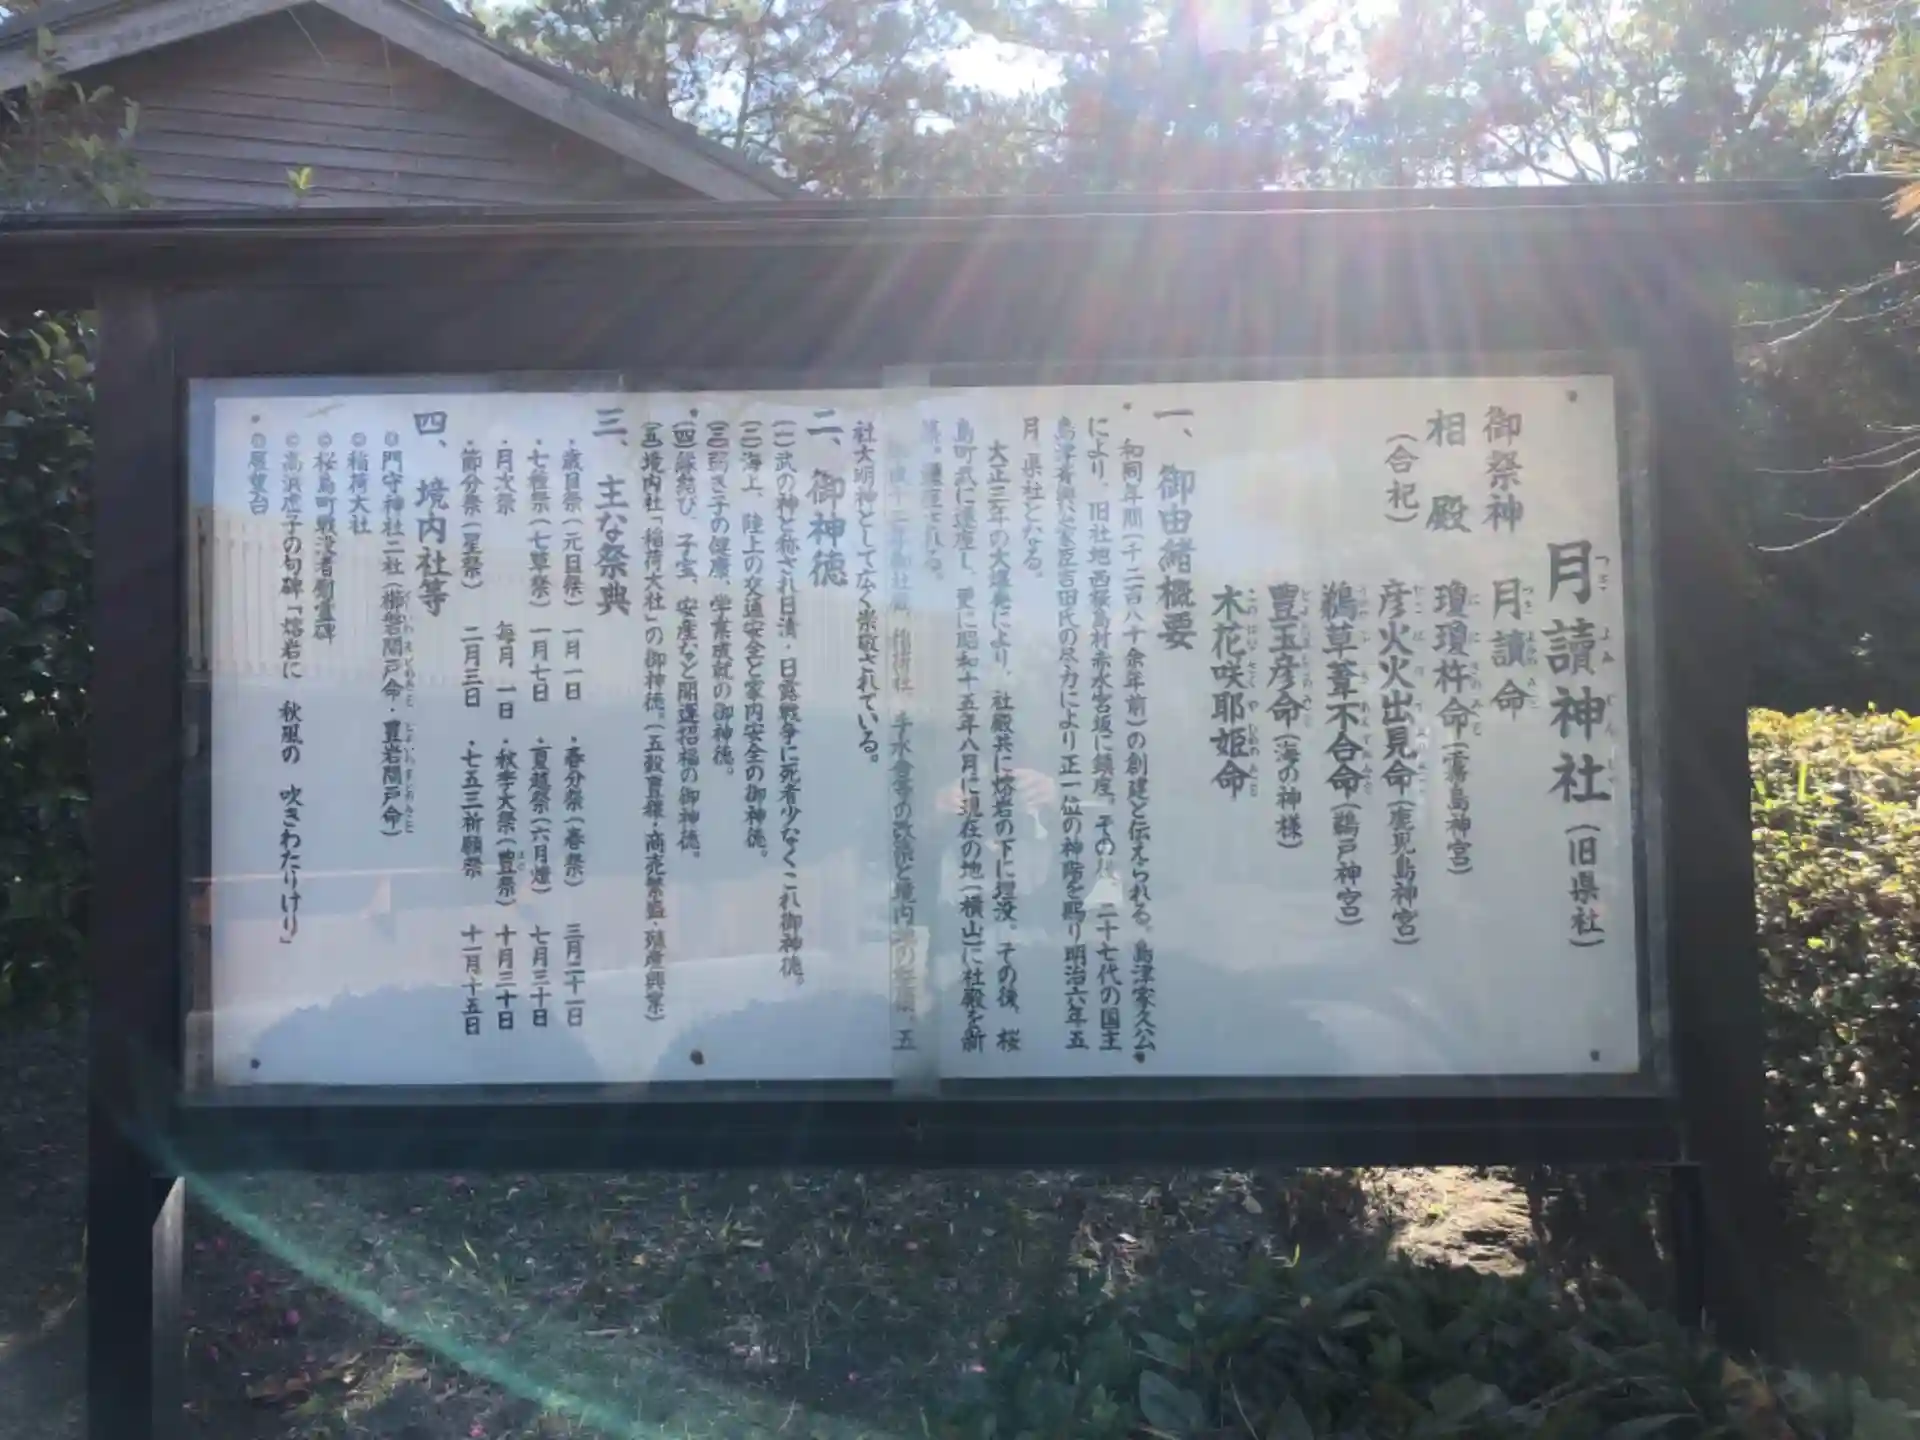 月讀神社（旧県社）
御祭神　月讀命
相殿　瓊瓊杵命（霧島神宮）
（合祀）　彦火火出見命（鹿児島神宮）
鵜草葺不合命（鵜戸神宮）
豊玉彦命（海の神様）
木花咲耶姫命
一、御由緒概要
和同年間（千二百八十余年前）の創建と伝えられる。島津家久公
により、旧社地西桜島村赤水宮坂に鎮座。その 二十七代の国主
島津斉興公家臣吉田氏の尽力により正一位の神階を賜り明治六年五
月県社となる。
大正三年の大爆発により、社殿共に熔岩の下に埋没。その後、桜
島町武に遷座し、更に昭和十五年八月に現在の地（横山）に社殿を新
築、遷座される。
手水舎等の改築と境内 の 五
社大明神として広く崇敬されている。
二、御神徳
（一）武の神と称され日清・日露戦争に死者少なくこれ御神徳。
（二）海上、陸上の交通安全と家内安全の御神徳。
（三）弱き子の健康、学業成就の御神徳。
（四）縁結び、子宝、安産など開運招福の御神徳。
（五）境内社「稲荷大社」の御神徳。（五穀豊穣・商売繁盛・殖産興業）
三、主な祭典
・歳旦祭（元旦祭）　一月一日　・春分祭（春祭）　三月二十一日
・七種祭（七草祭）　一月七日　・夏越祭（六月燈）　七月三十日
・月次祭　毎月　一日　・秋季大祭（豊祭）　十月三十日
・節分祭（星祭）　二月三日　・七五三祈願祭　十一月十五日
四、境内社等
◎門守神社二社（櫛磐間戸命・豊岩間戸命）
◎稲荷大社
◎桜島町戦没者慰霊碑
◎高浜虚子の句碑「熔岩に　秋風の　吹きわたりけり」
◎展望台